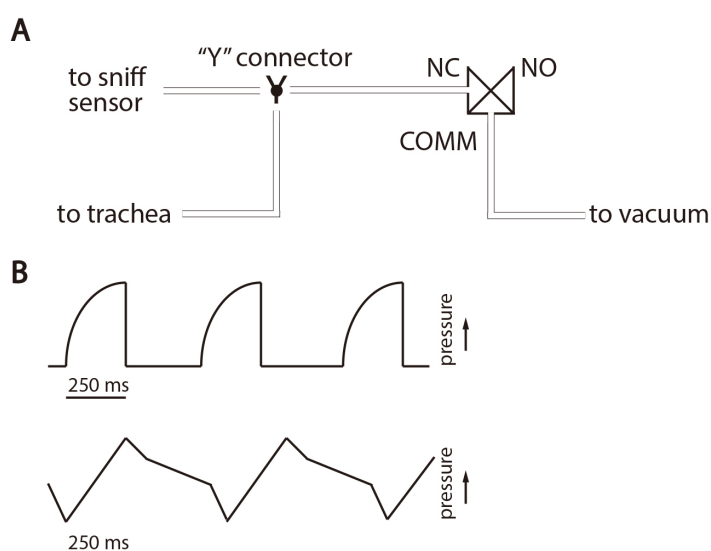 A
"Y" connector
NC
NO
to sniff
sensor
COMM
to trachea
to vacuum
B
pressure
250 ms
pressure
250 ms